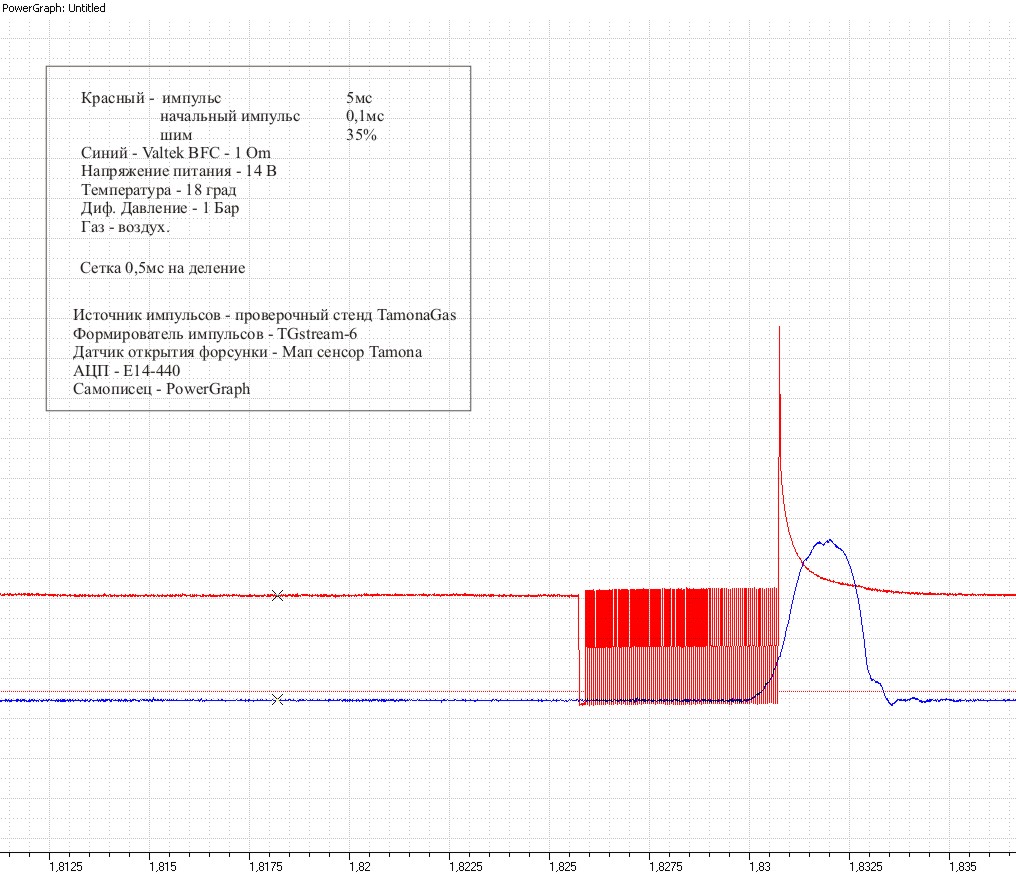 PowerGraph: Untitled
Красный - импульс 5мс
начальный импульс 0,1мс
шим 35%
Синий - Valtek BFC - 1 Om
Напряжение питания - 14 В
Температура - 18 град
Диф. Давление - 1 Бар
Газ - воздух.
Сетка 0,5мс на деление
Источник импульсов - проверочный стенд TamonaGas
Формирователь импульсов - TGstream-6
Датчик открытия форсунки - Мап сенсор Tamona
АЦП - E14-440
Самописец - PowerGraph
1,8125 1,815 1,8175 1,82 1,8225 1,825 1,8275 1,83 1,8325 1,835